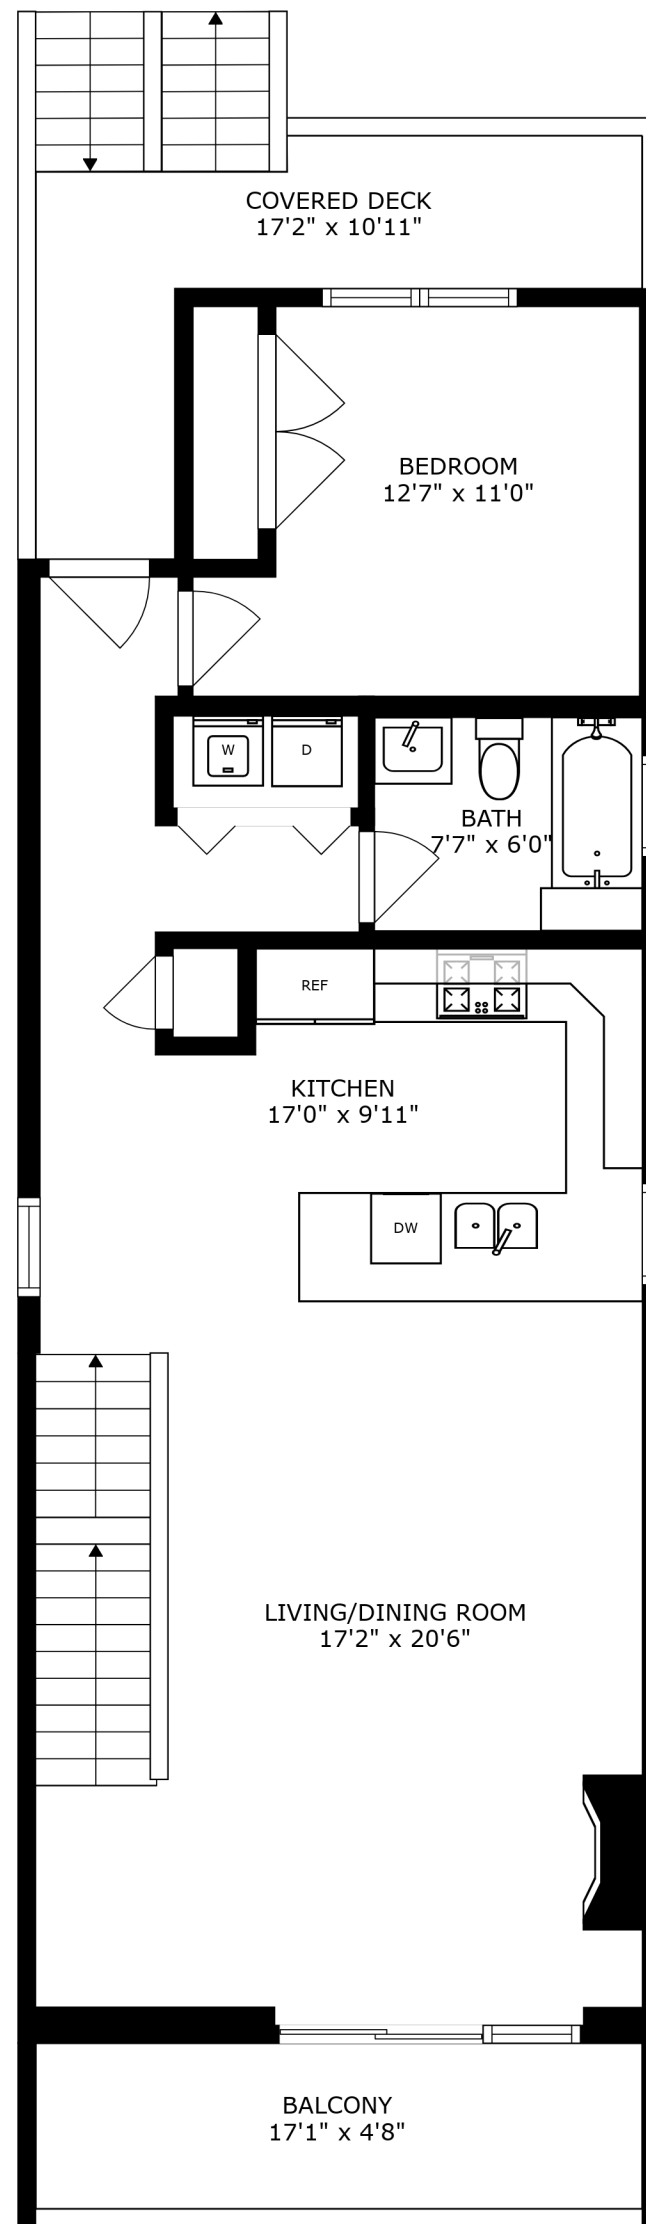 COVERED DECK
17'2" x 10'11"
BEDROOM
12'7" x 11'0"
W
D
BATH
7'7" x 6'0"
REF
KITCHEN
17'0" x 9'11"
DW
LIVING/DINING ROOM
17'2" x 20'6"
BALCONY
17'1" x 4'8"